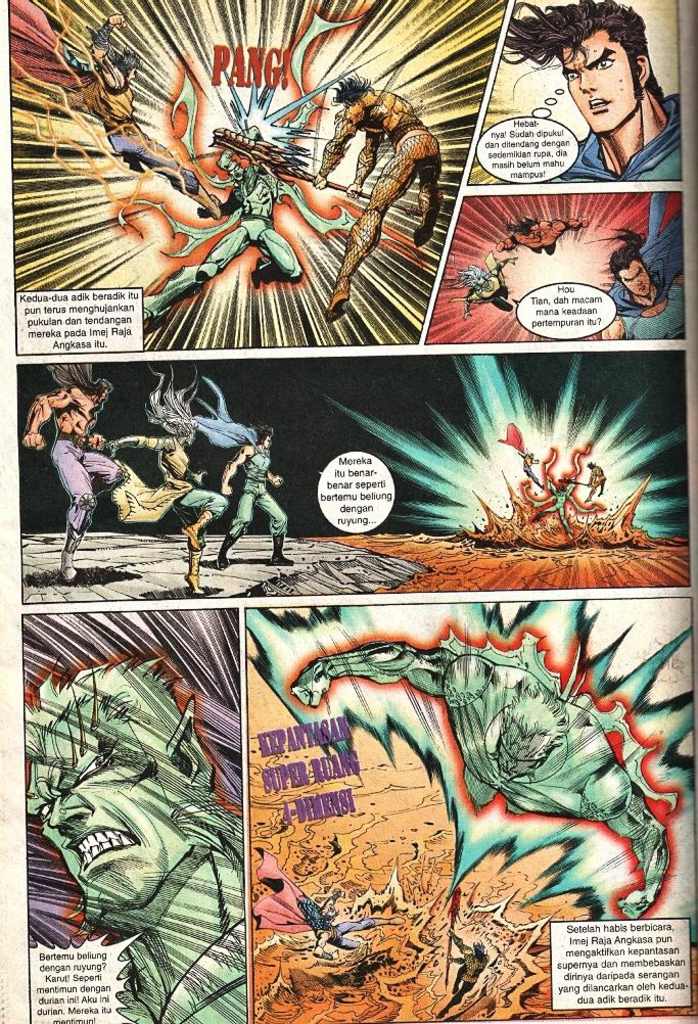 PANG!
Hebat-
nya! Sudah dipukul
dan ditendang dengan
sedemikian rupa, dia
masih belum mahu
mampus!
Kedua-dua adik beradik itu
pun terus menghujankan
pukulan dan tendangan
mereka pada Imej Raja
Angkasa itu.
Hou
Tian, dah macam
mana keadaan
pertempuran itu?
Mereka
benar-
benar seperti
bertemu beliung
dengan
ruyung...
Bertemu beliung
dengan ruyung?
Karut! Seperti
mentimun dengan
durian ini! Aku ini
durian. Mereka itu
mentimun!
KEPANTASAN
SUPER RUANG
4-DIMENSI
Setelah habis berbicara,
Imej Raja Angkasa pun
mengaktifkan kepantasan
supernya dan membebaskan
dirinya daripada serangan
yang dilancarkan oleh kedua-
dua adik beradik itu.